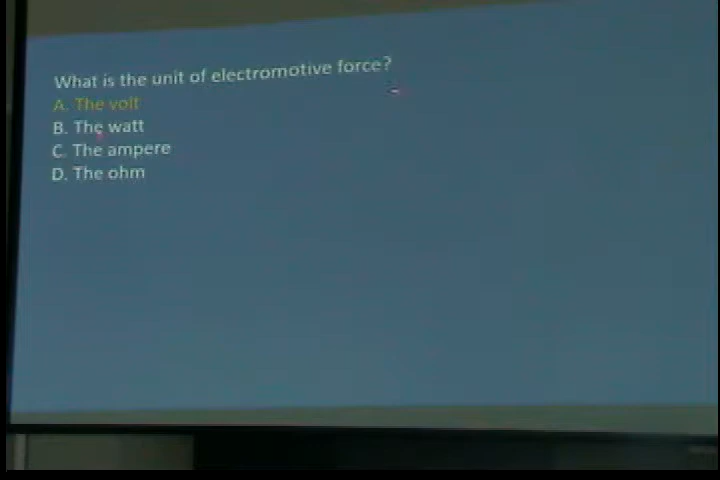 What is the unit of electromotive force?
A. The volt
B. The watt
C. The ampere
D. The ohm